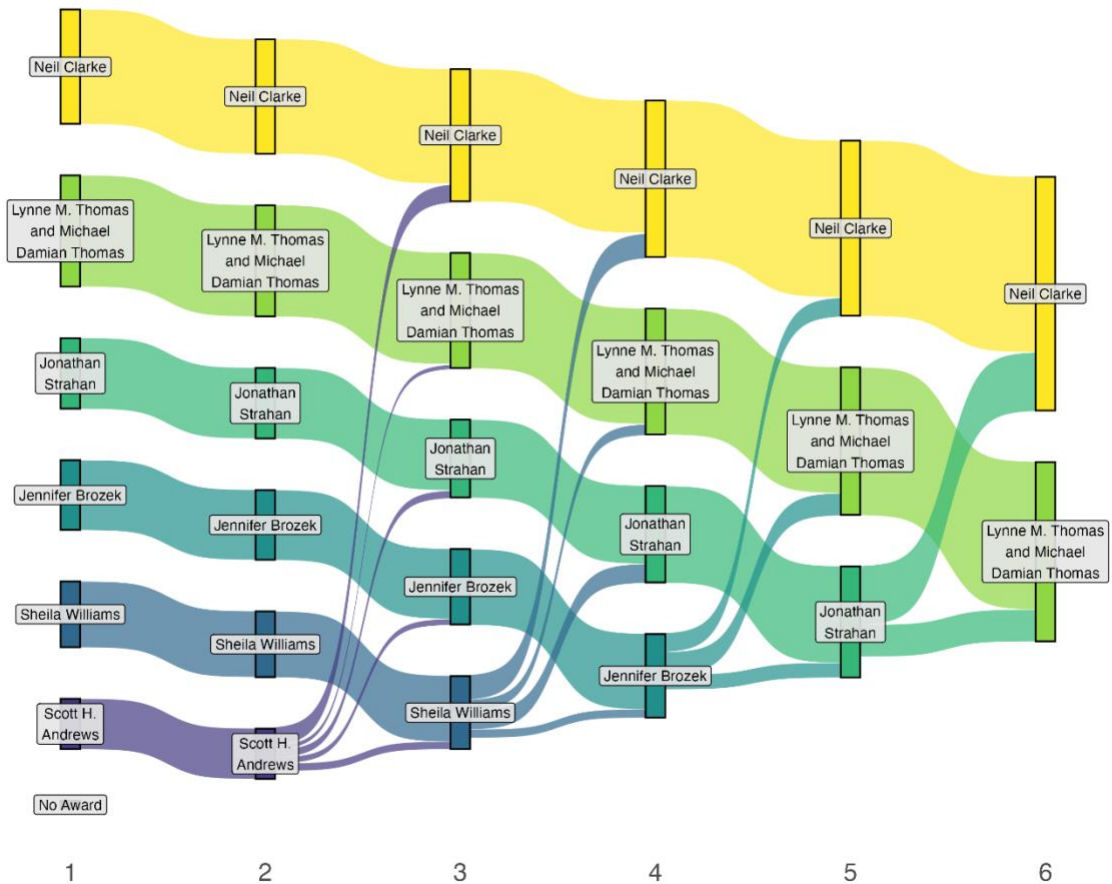 Neil Clarke
Lynne M. Thomas
and Michael
Damian Thomas
Jonathan
Strahan
Jennifer Brozek
Sheila Williams
Scott H.
Andrews
No Award
Neil Clarke
Lynne M. Thomas
and Michael
Damian Thomas
Jonathan
Strahan
Jennifer Brozek
Sheila Williams
Scott H.
Andrews
Neil Clarke
Lynne M. Thomas
and Michael
Damian Thomas
Jonathan
Strahan
Jennifer Brozek
Sheila Williams
Neil Clarke
Lynne M. Thomas
and Michael
Damian Thomas
Jonathan
Strahan
Jennifer Brozek
Neil Clarke
Lynne M. Thomas
and Michael
Damian Thomas
Jonathan
Strahan
Neil Clarke
Lynne M. Thomas
and Michael
Damian Thomas
1 2 3 4 5 6